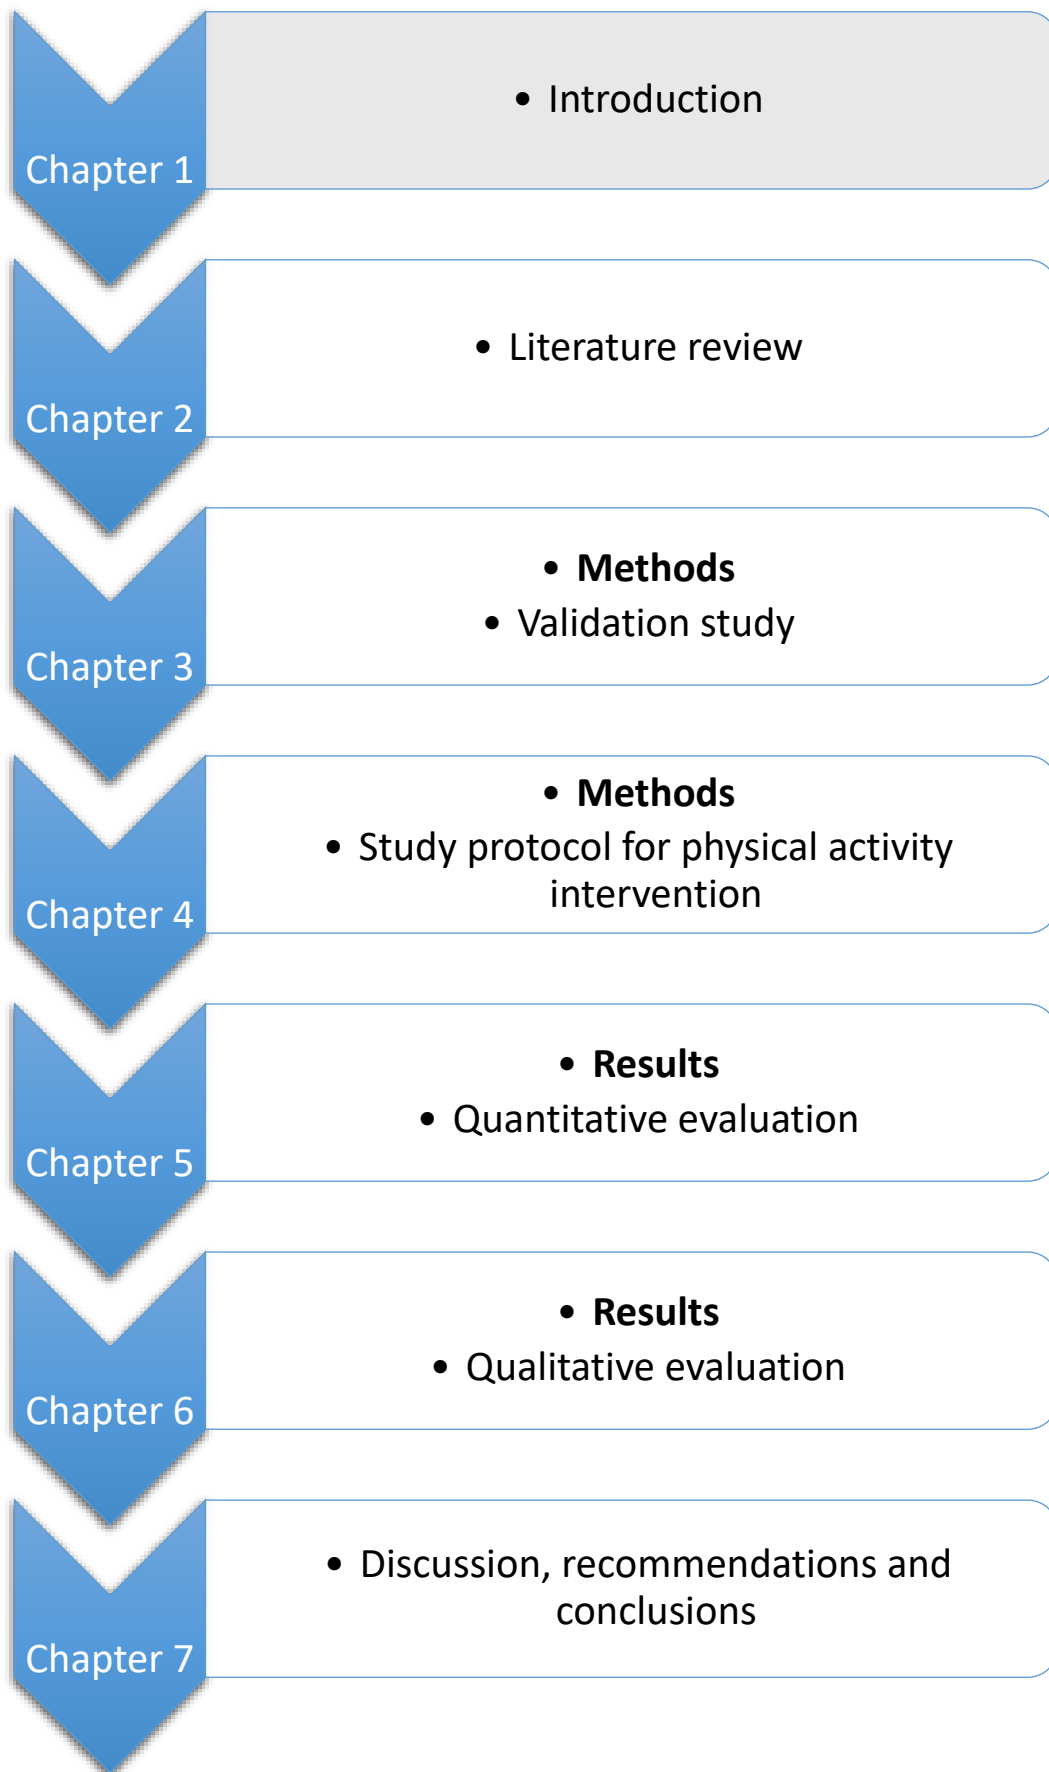 • Introduction
Chapter 1
• Literature review
Chapter 2
• Methods
• Validation study
Chapter 3
• Methods
• Study protocol for physical activity
intervention
Chapter 4
• Results
• Quantitative evaluation
Chapter 5
• Results
• Qualitative evaluation
Chapter 6
• Discussion, recommendations and
conclusions
Chapter 7